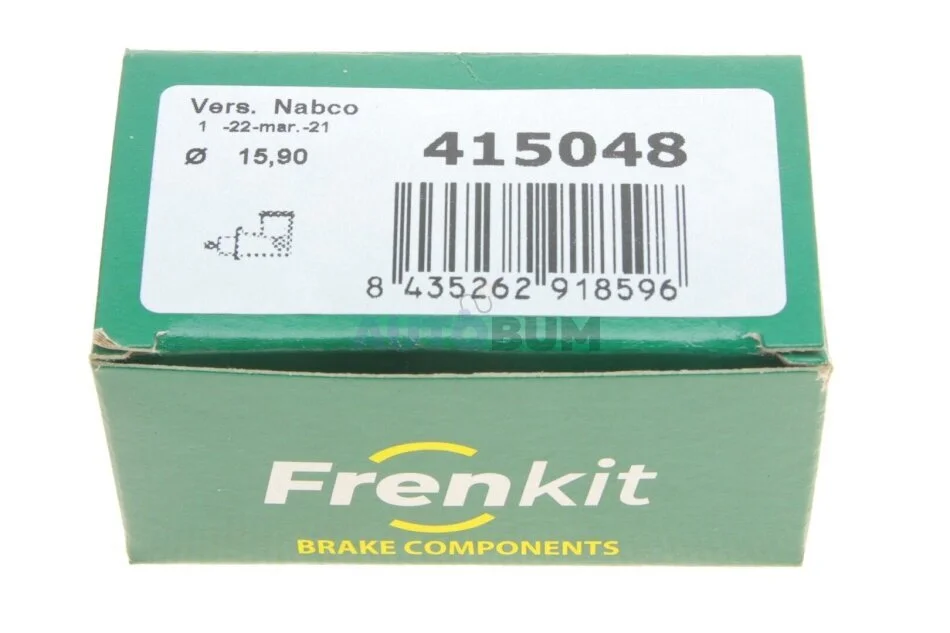 Vers. Nabco
1 -22-mar.-21
Ø 15,90
415048
8 435262 918596
AUTOBUM
Frenkit
BRAKE COMPONENTS